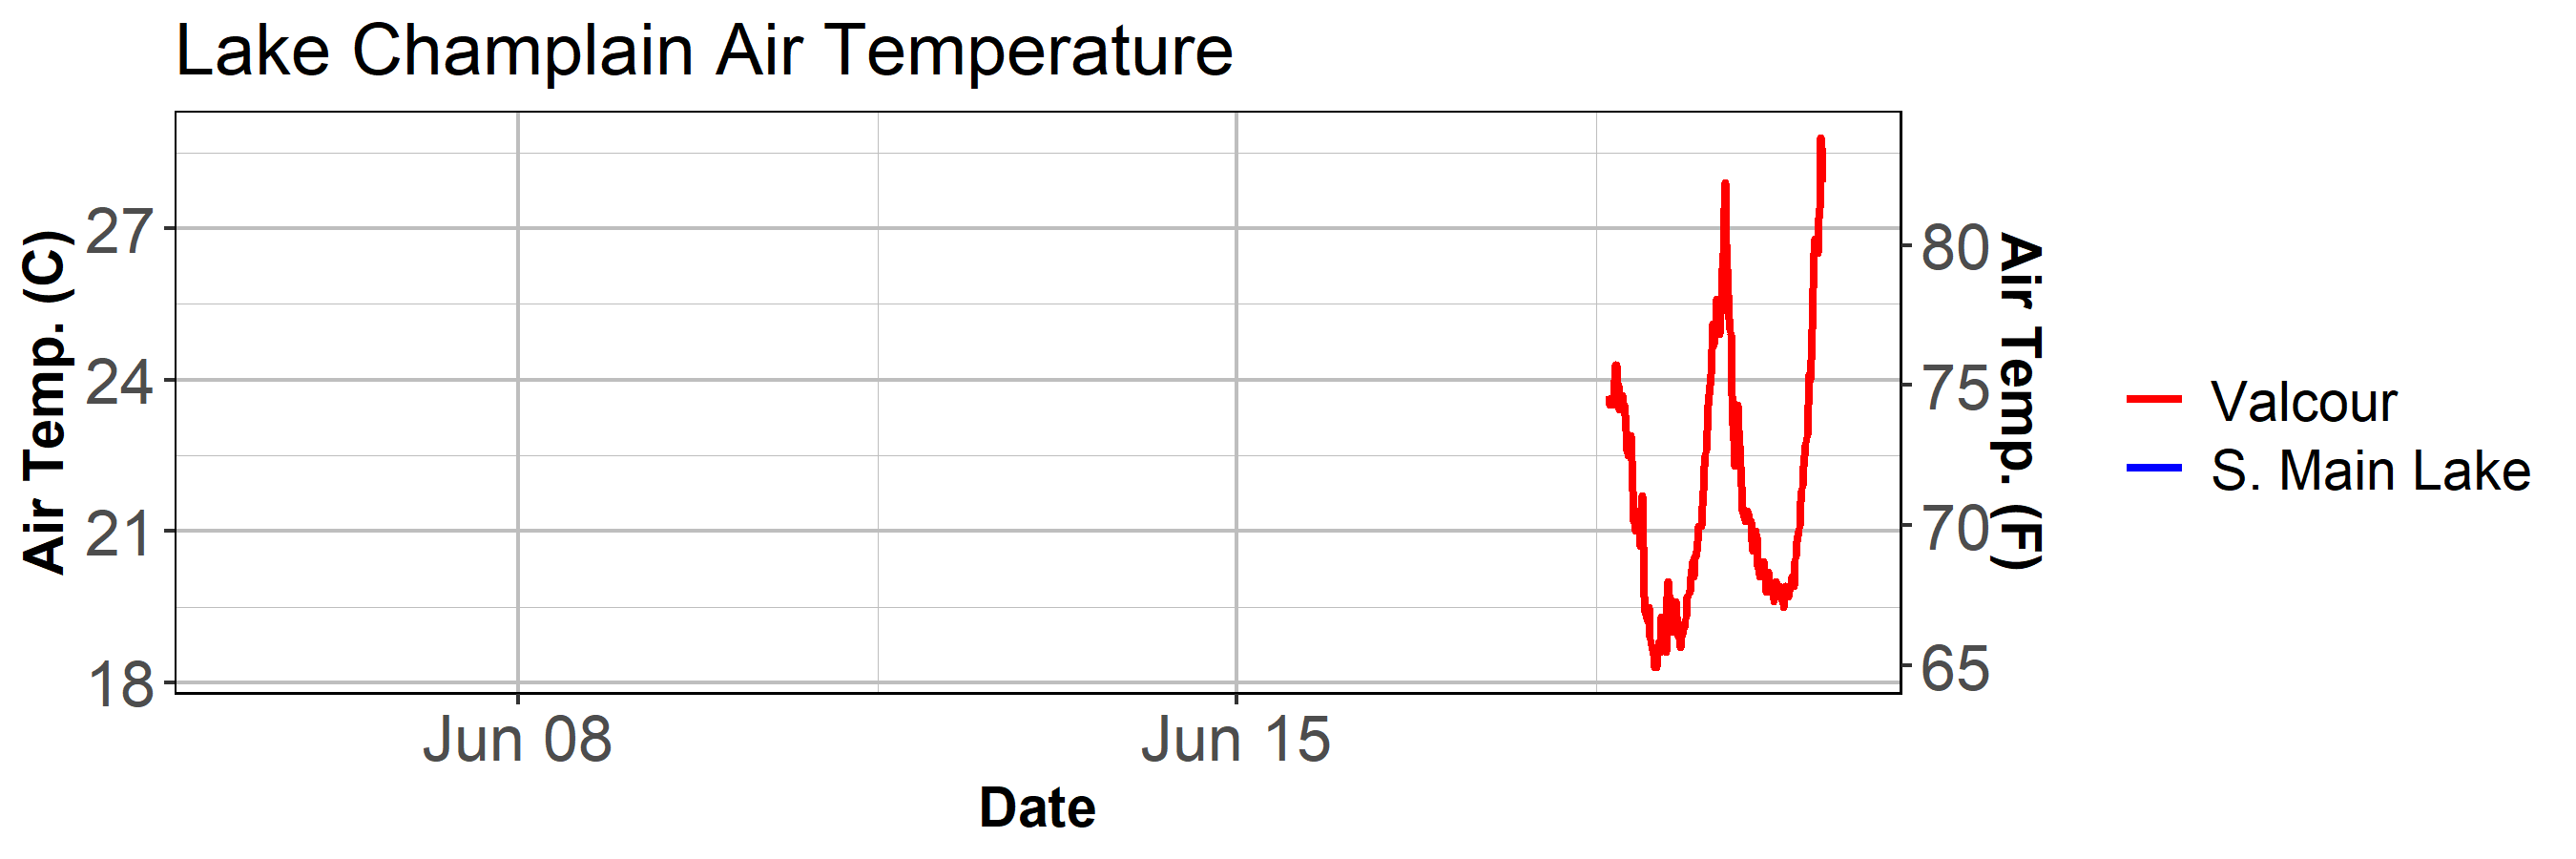 Lake Champlain Air Temperature
Air Temp. (C)
27
24
21
18
80
75
70
65
Air Temp. (F)
Jun 08
Jun 15
Date
Valcour
S. Main Lake